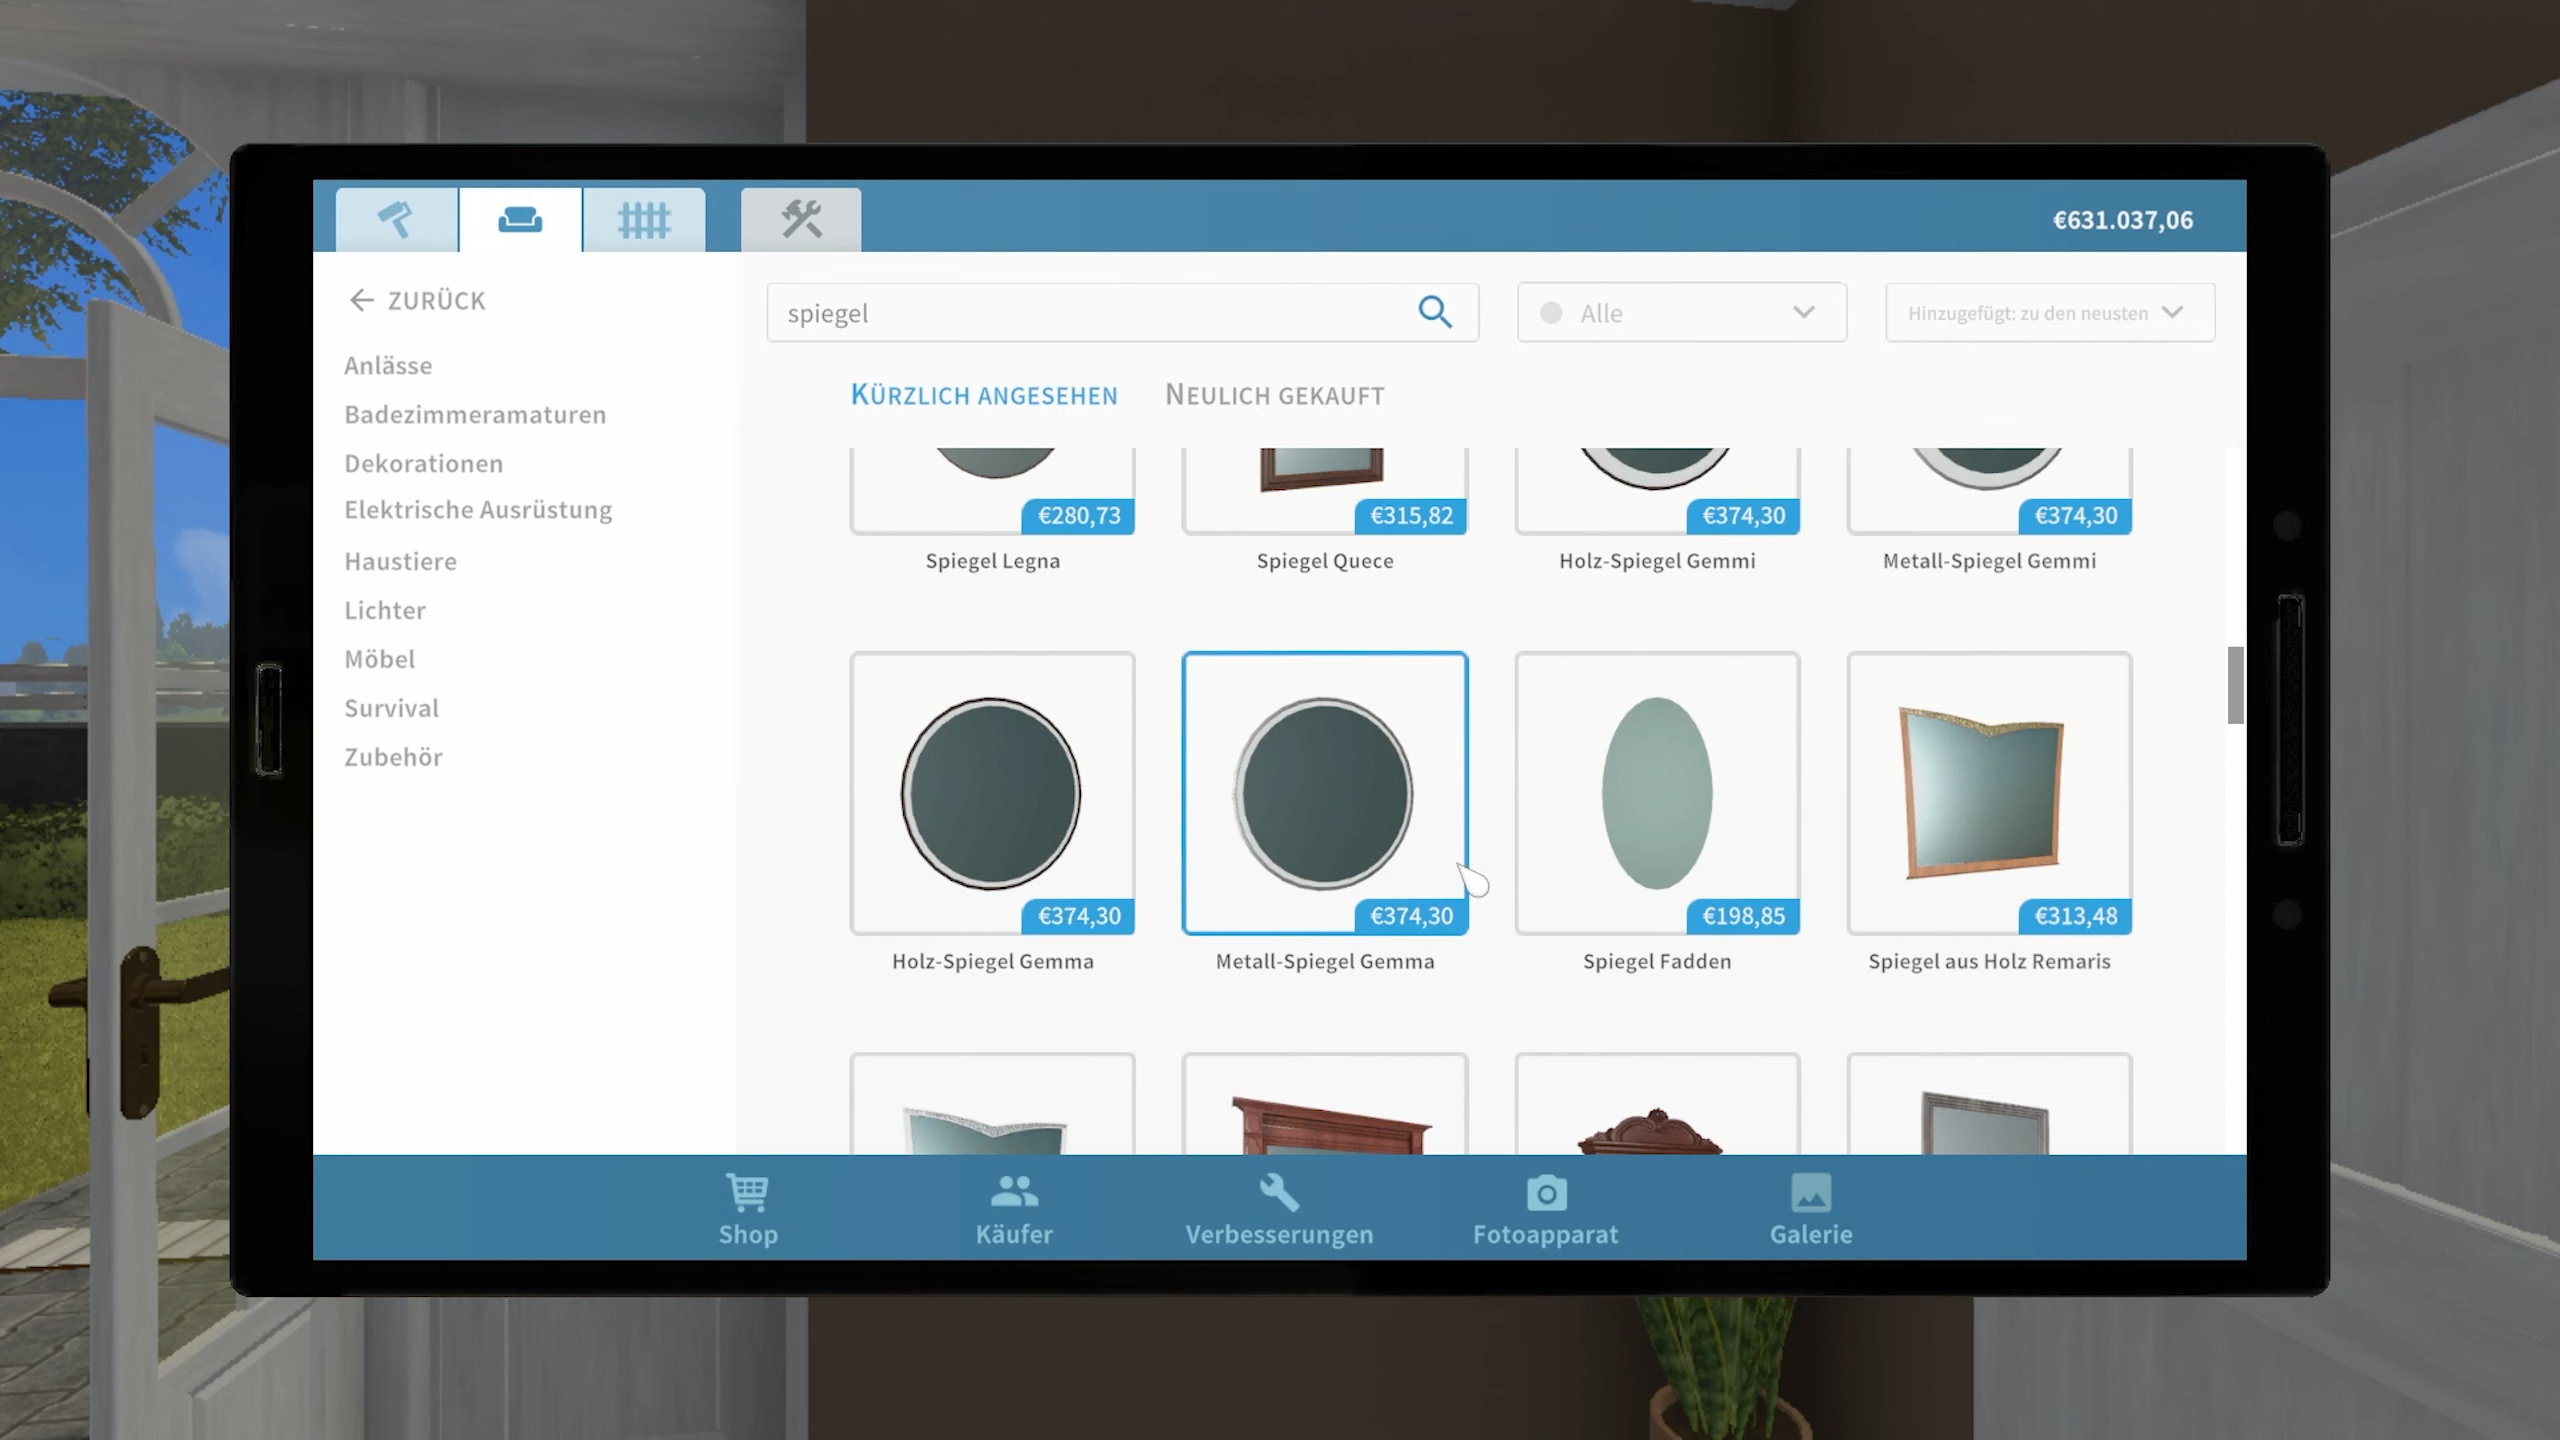 €631.037,06
ZURÜCK
spiegel
Alle
Hinzugefügt: zu den neusten
Anlässe
Badezimmeramaturen
Dekorationen
Elektrische Ausrüstung
Haustiere
Lichter
Möbel
Survival
Zubehör
KÜRZLICH ANGESEHEN
NEULICH GEKAUFT
€280,73
€315,82
€374,30
€374,30
Spiegel Legna
Spiegel Quece
Holz-Spiegel Gemmi
Metall-Spiegel Gemmi
€374,30
€374,30
€198,85
€313,48
Holz-Spiegel Gemma
Metall-Spiegel Gemma
Spiegel Fadden
Spiegel aus Holz Remaris
Shop
Käufer
Verbesserungen
Fotoapparat
Galerie